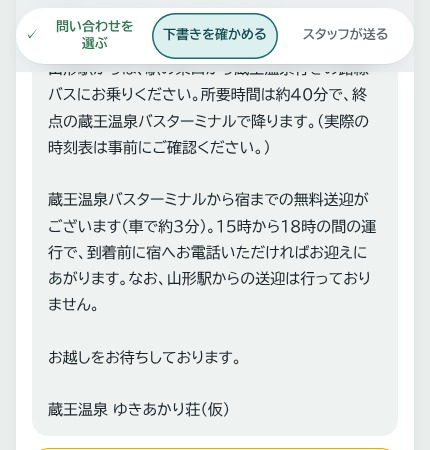 ✓ 問い合わせを
選ぶ
下書きを確かめる
スタッフが送る
バスにお乗りください。所要時間は約40分で、終
点の蔵王温泉バスターミナルで降ります。（実際の
時刻表は事前にご確認ください。）
蔵王温泉バスターミナルから宿までの無料送迎が
ございます（車で約3分）。15時から18時の間の運
行で、到着前に宿へお電話いただければお迎えに
あがります。なお、山形駅からの送迎は行っており
ません。
お越しをお待ちしております。
蔵王温泉 ゆきあかり荘（仮）